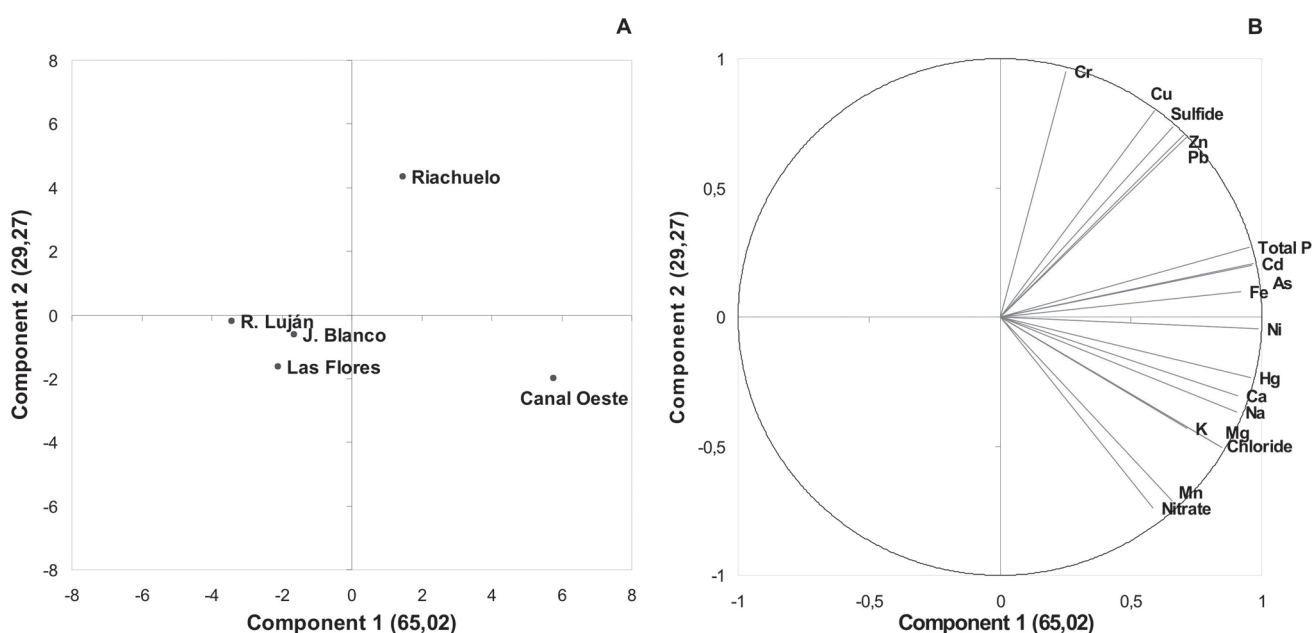 A
8
6
4
2
0
-2
-4
-6
-8
-8
-6
-4
-2
0
2
4
6
8
Component 2 (29,27)
Component 1 (65,02)
Riachuelo
R. Luján
J. Blanco
Las Flores
Canal Oeste
B
1
0,5
0
-0,5
-1
-1
-0,5
0
0,5
1
Component 2 (29,27)
Component 1 (65,02)
Cr
Cu
Sulfide
Zn
Pb
Total P
Cd
As
Fe
Ni
Hg
Ca
Na
K
Mg
Chloride
Mn
Nitrate